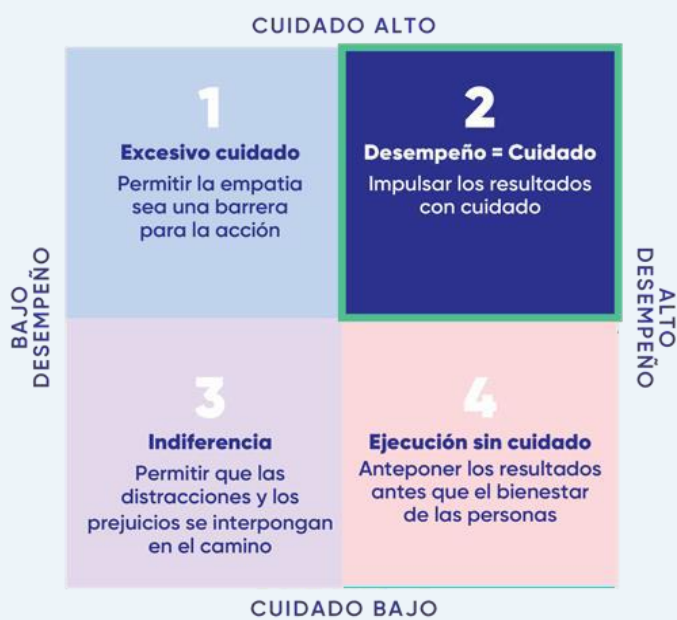 CUIDADO ALTO
1
Excesivo cuidado
Permitir la empatia
sea una barrera
para la acción
2
Desempeño = Cuidado
Impulsar los resultados
con cuidado
BAJO
DESEMPEÑO
ALTO
DESEMPEÑO
3
Indiferencia
Permitir que las
distracciones y los
prejuicios se interpongan
en el camino
4
Ejecución sin cuidado
Anteponer los resultados
antes que el bienestar
de las personas
CUIDADO BAJO